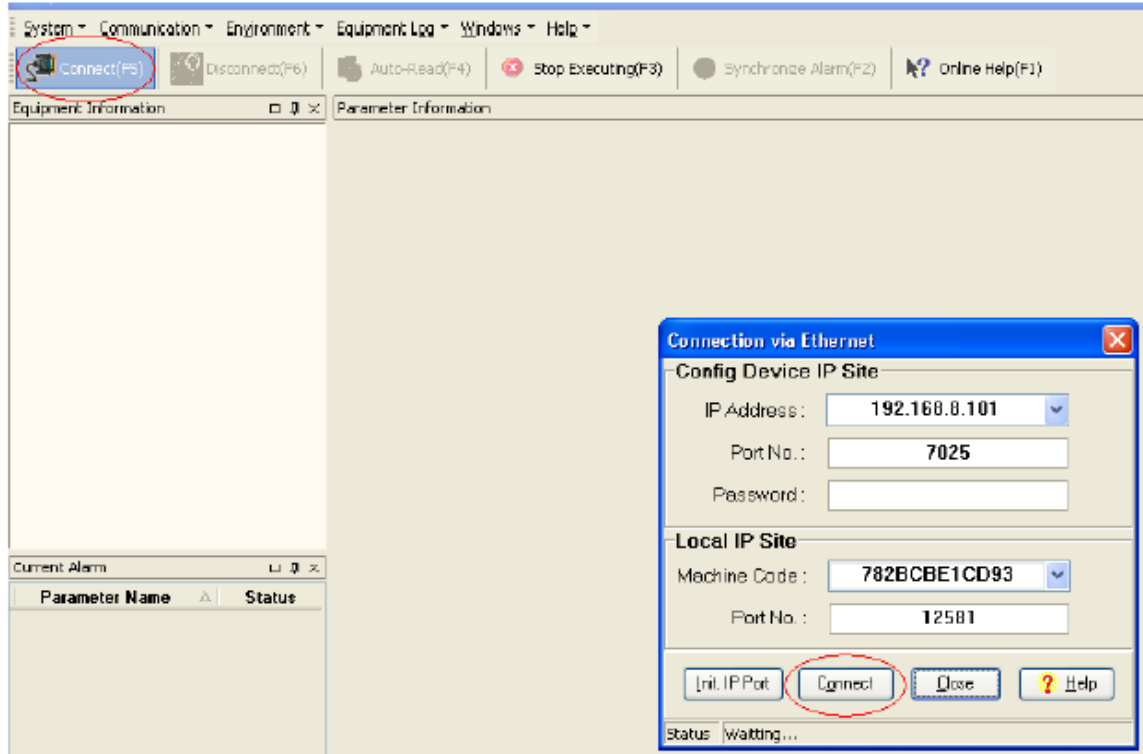 System Communication Environment Equipment Log Windows Help
Connect(F5) Disconnect(F6) Auto-Read(F4) Stop Executing(F3) Synchronize Alarm(F2) Online Help(F1)
Equipment Information Parameter Information
Connection via Ethernet
Config Device IP Site
IP Address : 192.168.8.101
Port No. : 7025
Password :
Local IP Site
Machine Code : 782BCBE1CD93
Port No. : 12581
Init. IP Port Connect Close ? Help
Status Waitting...
Current Alarm
Parameter Name Status